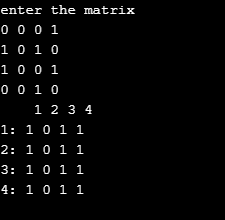 enter the matrix
0 0 0 1
1 0 1 0
1 0 0 1
0 0 1 0
1 2 3 4
1: 1 0 1 1
2: 1 0 1 1
3: 1 0 1 1
4: 1 0 1 1